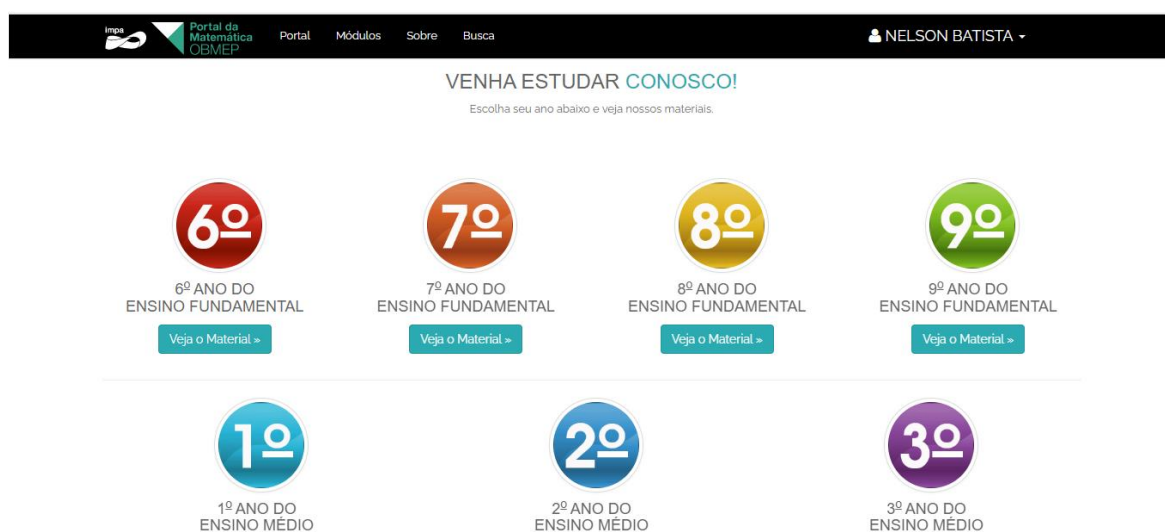 impa
Portal da
Matemática
OBMEP
Portal Módulos Sobre Busca
NELSON BATISTA
VENHA ESTUDAR CONOSCO!
Escolha seu ano abaixo e veja nossos materiais.
6º 7º 8º 9º
6º ANO DO
ENSINO FUNDAMENTAL
Veja o Material »
7º ANO DO
ENSINO FUNDAMENTAL
Veja o Material »
8º ANO DO
ENSINO FUNDAMENTAL
Veja o Material »
9º ANO DO
ENSINO FUNDAMENTAL
Veja o Material »
1º 2º 3º
1º ANO DO
ENSINO MÉDIO
2º ANO DO
ENSINO MÉDIO
3º ANO DO
ENSINO MÉDIO